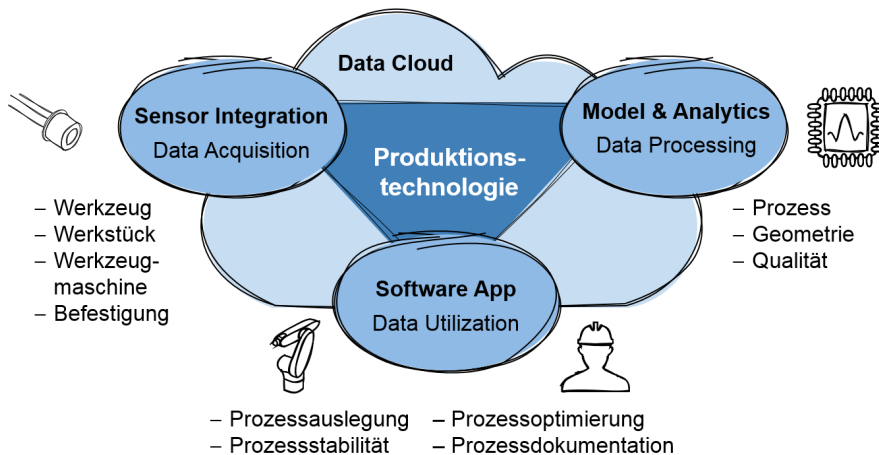 Data Cloud
Sensor Integration
Data Acquisition
Model & Analytics
Data Processing
Produktions-
technologie
– Werkzeug
– Werkstück
– Werkzeug-
maschine
– Befestigung
– Prozess
– Geometrie
– Qualität
Software App
Data Utilization
– Prozessauslegung
– Prozessstabilität
– Prozessoptimierung
– Prozessdokumentation